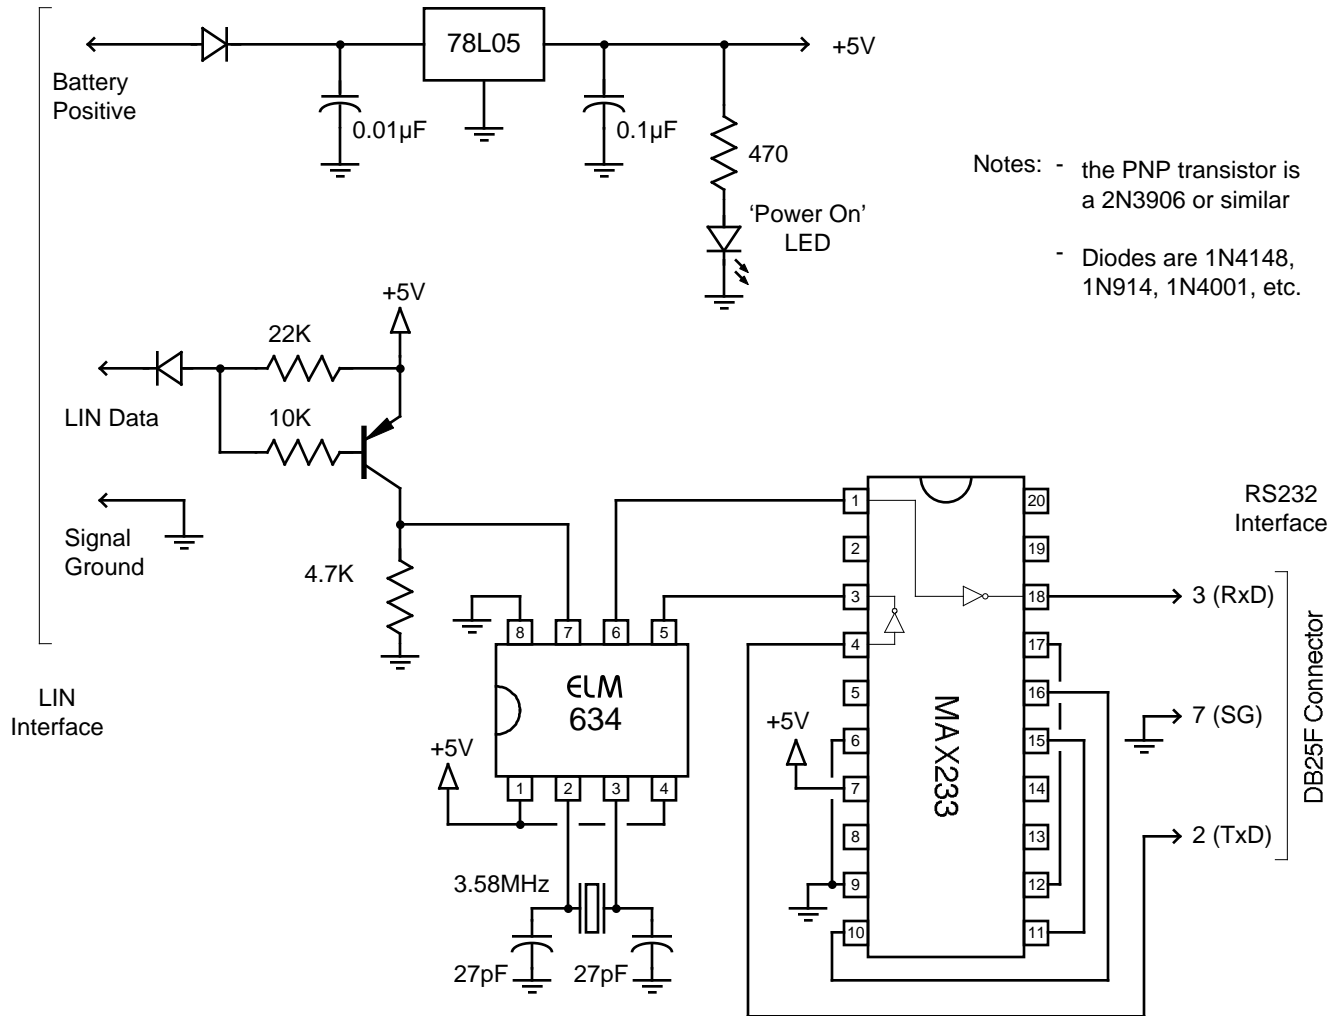 78L05
+5V
Battery
Positive
0.01µF
0.1µF
470
'Power On'
LED
Notes: - the PNP transistor is
a 2N3906 or similar
- Diodes are 1N4148,
1N914, 1N4001, etc.
+5V
22K
LIN Data
10K
Signal
Ground
4.7K
LIN
Interface
8 7 6 5
ELM
634
+5V
1 2 3 4
3.58MHz
27pF 27pF
1 20
2 19
3 18
4 17
5 16
6 15
7 14
8 13
9 12
10 11
MAX233
+5V
RS232
Interface
3 (RxD)
7 (SG)
2 (TxD)
DB25F Connector